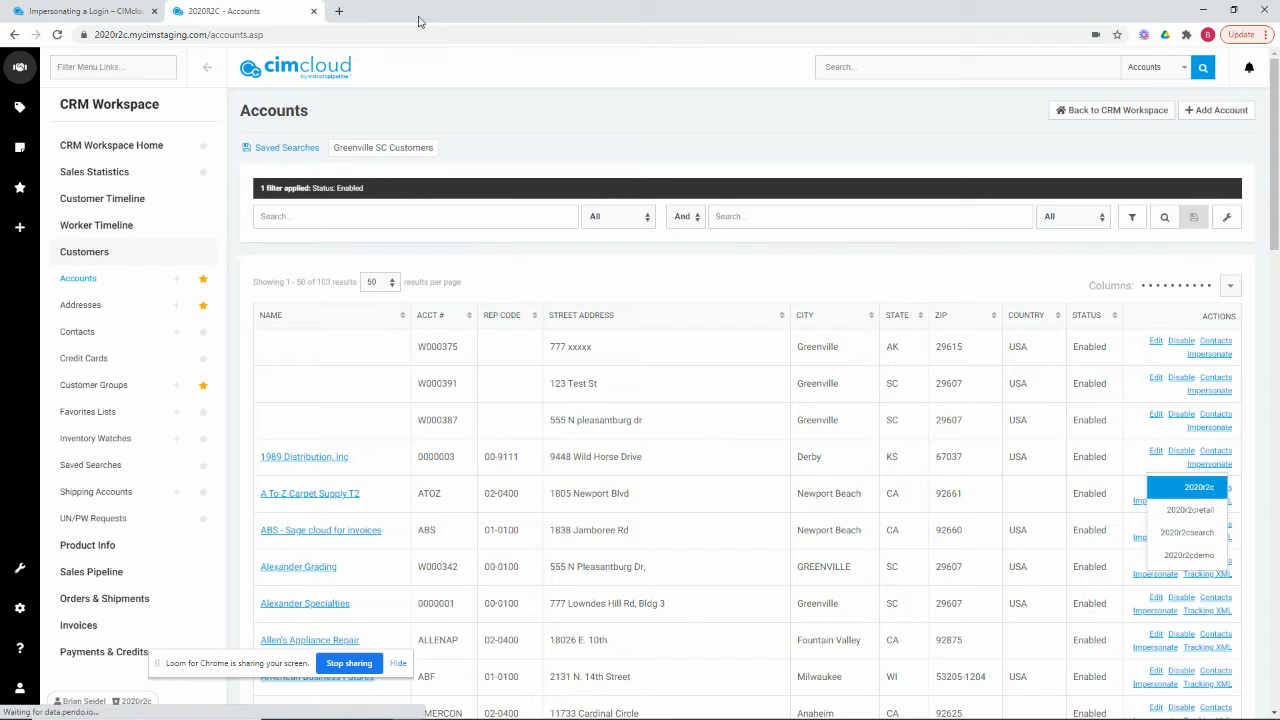 Impersonating a Login – CIMclou
2020R2C - Accounts
2020r2c.mycimstaging.com/accounts.asp
B
Update
Filter Menu Links...
cimcloud
by websitepipeline
Search...
Accounts
CRM Workspace
Accounts
Back to CRM Workspace
Add Account
CRM Workspace Home
Saved Searches
Greenville SC Customers
Sales Statistics
1 filter applied: Status: Enabled
Customer Timeline
Search...
All
And
Search...
All
Worker Timeline
Customers
Accounts
Showing 1 - 50 of 103 results
50
results per page
Columns:
Addresses
NAME ACCT # REP CODE STREET ADDRESS CITY STATE ZIP COUNTRY STATUS ACTIONS
Contacts
W000375 777 xxxxx Greenville AK 29615 USA Enabled Edit Disable Contacts
Impersonate
Credit Cards
W000391 123 Test St Greenville SC 29607 USA Enabled Edit Disable Contacts
Impersonate
Customer Groups
Favorites Lists
W000387 555 N pleasantburg dr Greenville SC 29607 USA Enabled Edit Disable Contacts
Impersonate
Inventory Watches
1989 Distribution, Inc 0000003 00-9111 9448 Wild Horse Drive Derby KS 67037 USA Enabled Edit Disable Contacts
Impersonate
Saved Searches
A To Z Carpet Supply T2 ATOZ 02-0400 1805 Newport Blvd Newport Beach CA 92661 USA Enabled
2020r2c
2020r2cretail
2020r2csearch
2020r2cdemo
Shipping Accounts
UN/PW Requests
ABS - Sage cloud for invoices ABS 01-0100 1838 Jamboree Rd Newport Beach CA 92660 USA Enabled
Product Info
Sales Pipeline
Alexander Grading W000342 00-0100 555 N Pleasantburg Dr, GREENVILLE SC 29607 USA Enabled
Impersonate Tracking XML
Orders & Shipments
Alexander Specialties 0000001 00-0100 777 Lowndes Hill Rd, Bldg 3 Greenville SC 29607 USA Enabled Edit Disable Contacts
Impersonate Tracking XML
Invoices
Allen's Appliance Repair ALLENAP 02-0400 18026 E. 10th Fountain Valley CA 92875 USA Enabled Edit Disable Contacts
Impersonate Tracking XML
Payments & Credits
Loom for Chrome is sharing your screen.
Stop sharing
Hide
American Business Futures ABF 01-0300 2131 N. 14th Street Milwaukee WI 53205-1204 USA Enabled Edit Disable Contacts
Impersonate Tracking XML
Brian Seidel 2020r2c
AMERCON 11733 Cardinal Circle Anaheim CA 92625 USA Enabled Edit Disable Contacts
Waiting for data.pendo.io...